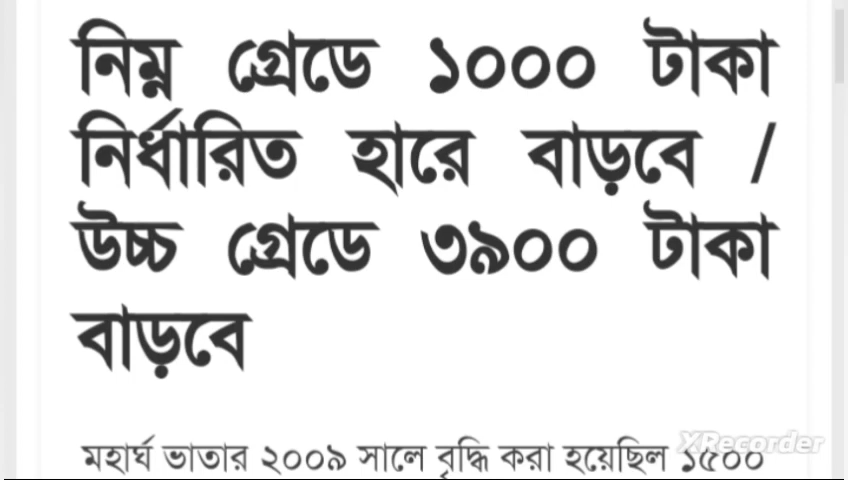 নিম্ন গ্রেডে ১০০০ টাকা
নির্ধারিত হারে বাড়বে /
উচ্চ গ্রেডে ৩৯০০ টাকা
বাড়বে
মহার্ঘ ভাতার ২০০৯ সালে বৃদ্ধি করা হয়েছিল ১৫০০
XRecorder